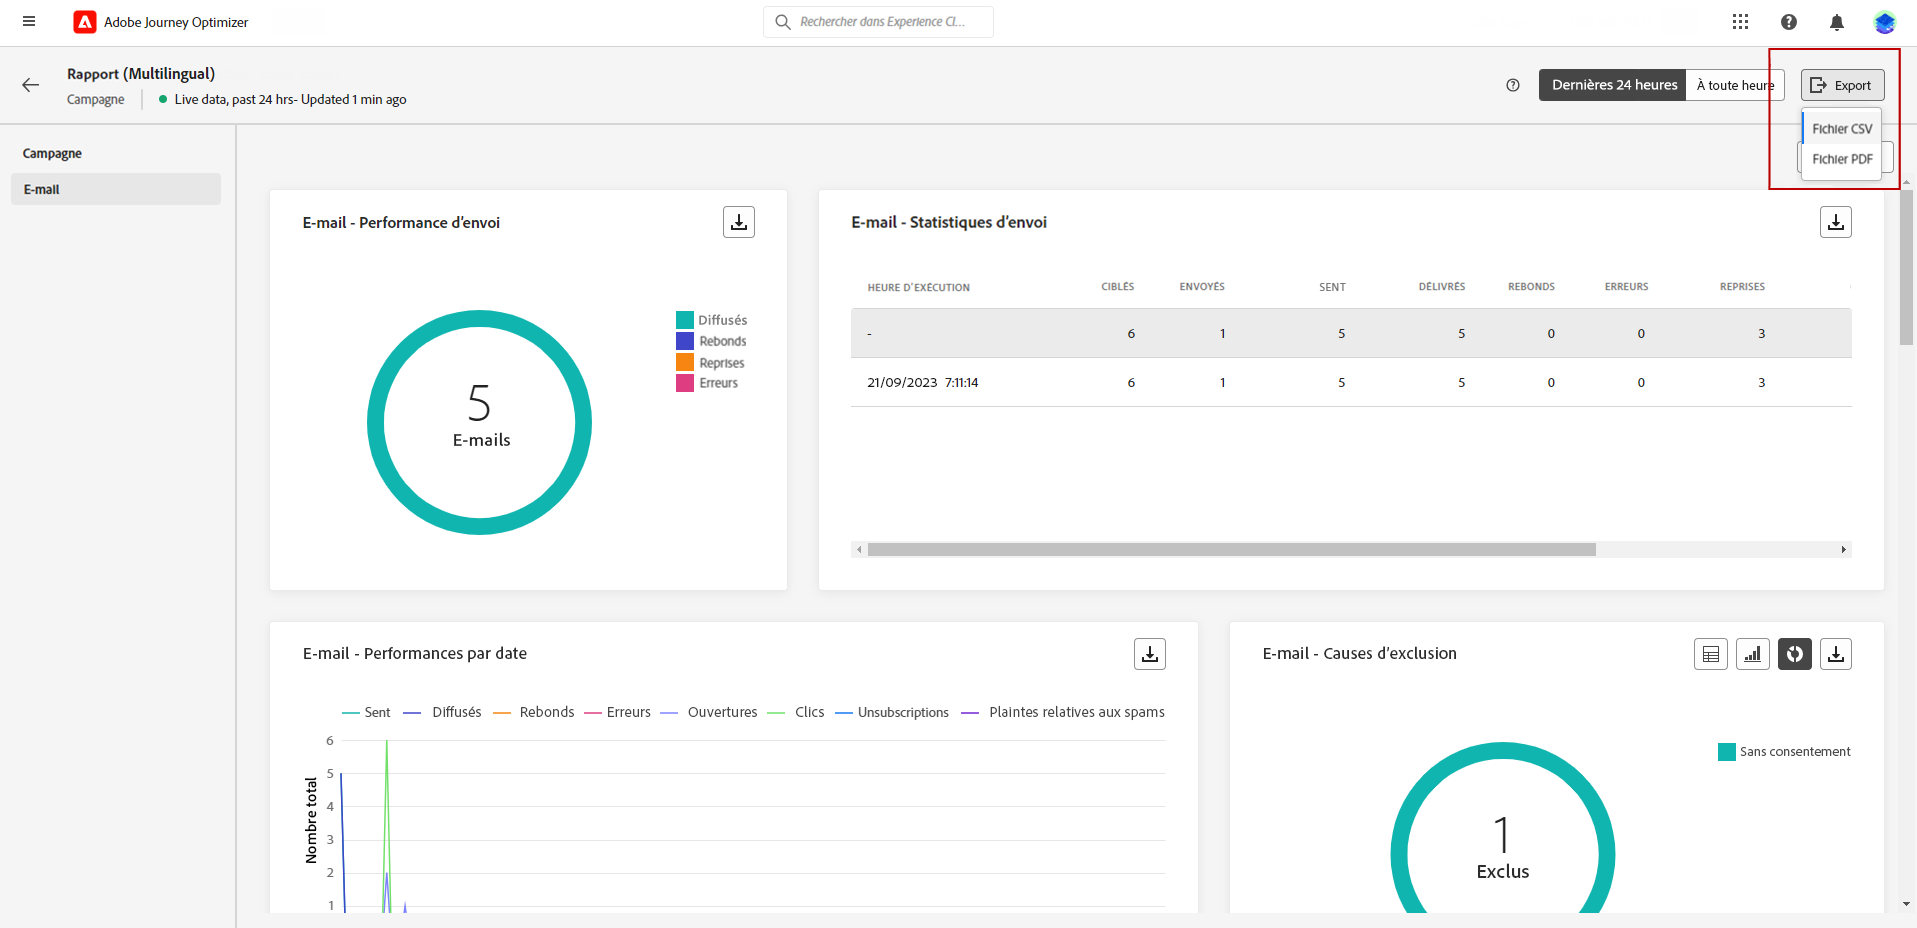 Adobe Journey Optimizer
Rechercher dans Experience Cl...
Rapport (Multilingual)
Campagne
Live data, past 24 hrs- Updated 1 min ago
Dernières 24 heures
À toute heure
Export
Fichier CSV
Fichier PDF
Campagne
E-mail
E-mail - Performance d'envoi
Diffusés
Rebonds
Reprises
Erreurs
5
E-mails
E-mail - Statistiques d'envoi
HEURE D'EXÉCUTION CIBLÉS ENVOYÉS SENT DÉLIVRÉS REBONDS ERREURS REPRISES
- 6 1 5 5 0 0 3
21/09/2023 7:11:14 6 1 5 5 0 0 3
E-mail - Performances par date
Sent Diffusés Rebonds Erreurs Ouvertures Clics Unsubscriptions Plaintes relatives aux spams
Nombre total
6
5
4
3
2
1
E-mail - Causes d'exclusion
Sans consentement
1
Exclus